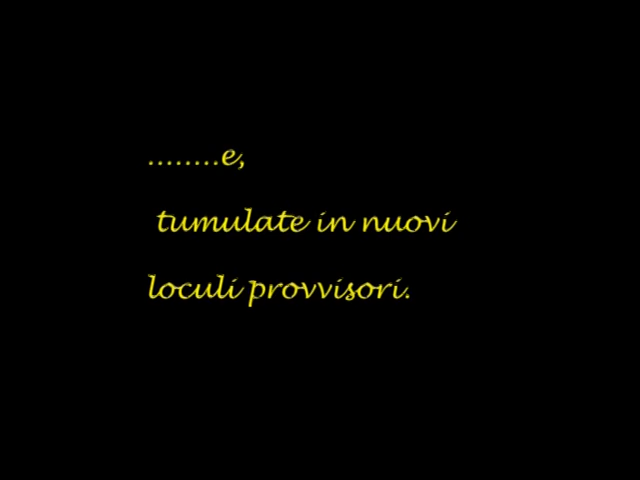 ........e,
tumulate in nuovi
loculi provvisori.